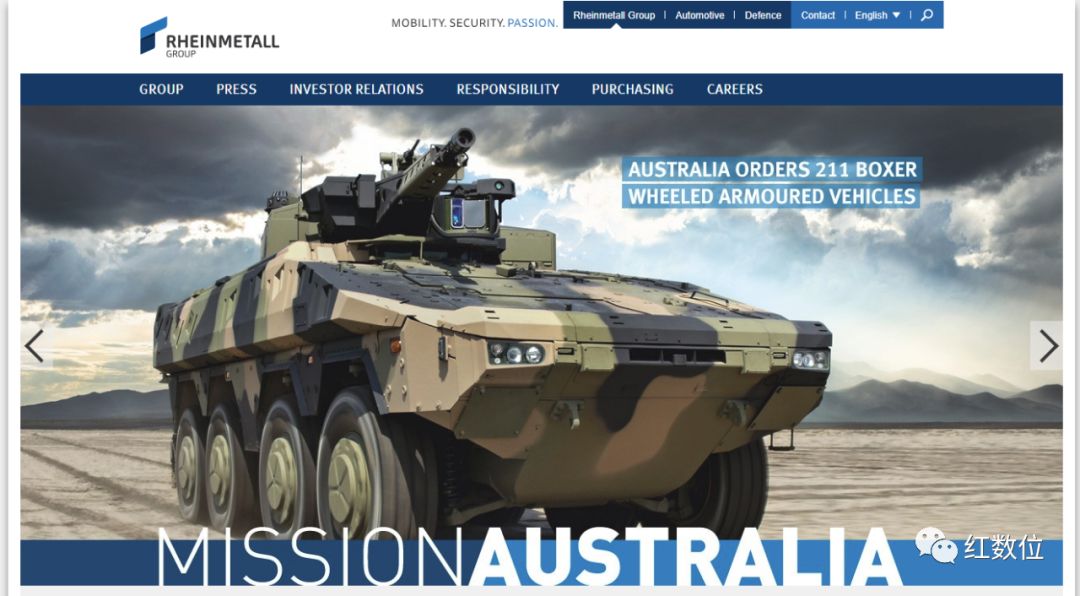 MOBILITY. SECURITY. PASSION.
Rheinmetall Group | Automotive | Defence Contact | English
RHEINMETALL
GROUP
GROUP PRESS INVESTOR RELATIONS RESPONSIBILITY PURCHASING CAREERS
AUSTRALIA ORDERS 211 BOXER
WHEELED ARMOURED VEHICLES
MISSIONAUSTRALIA
红数位